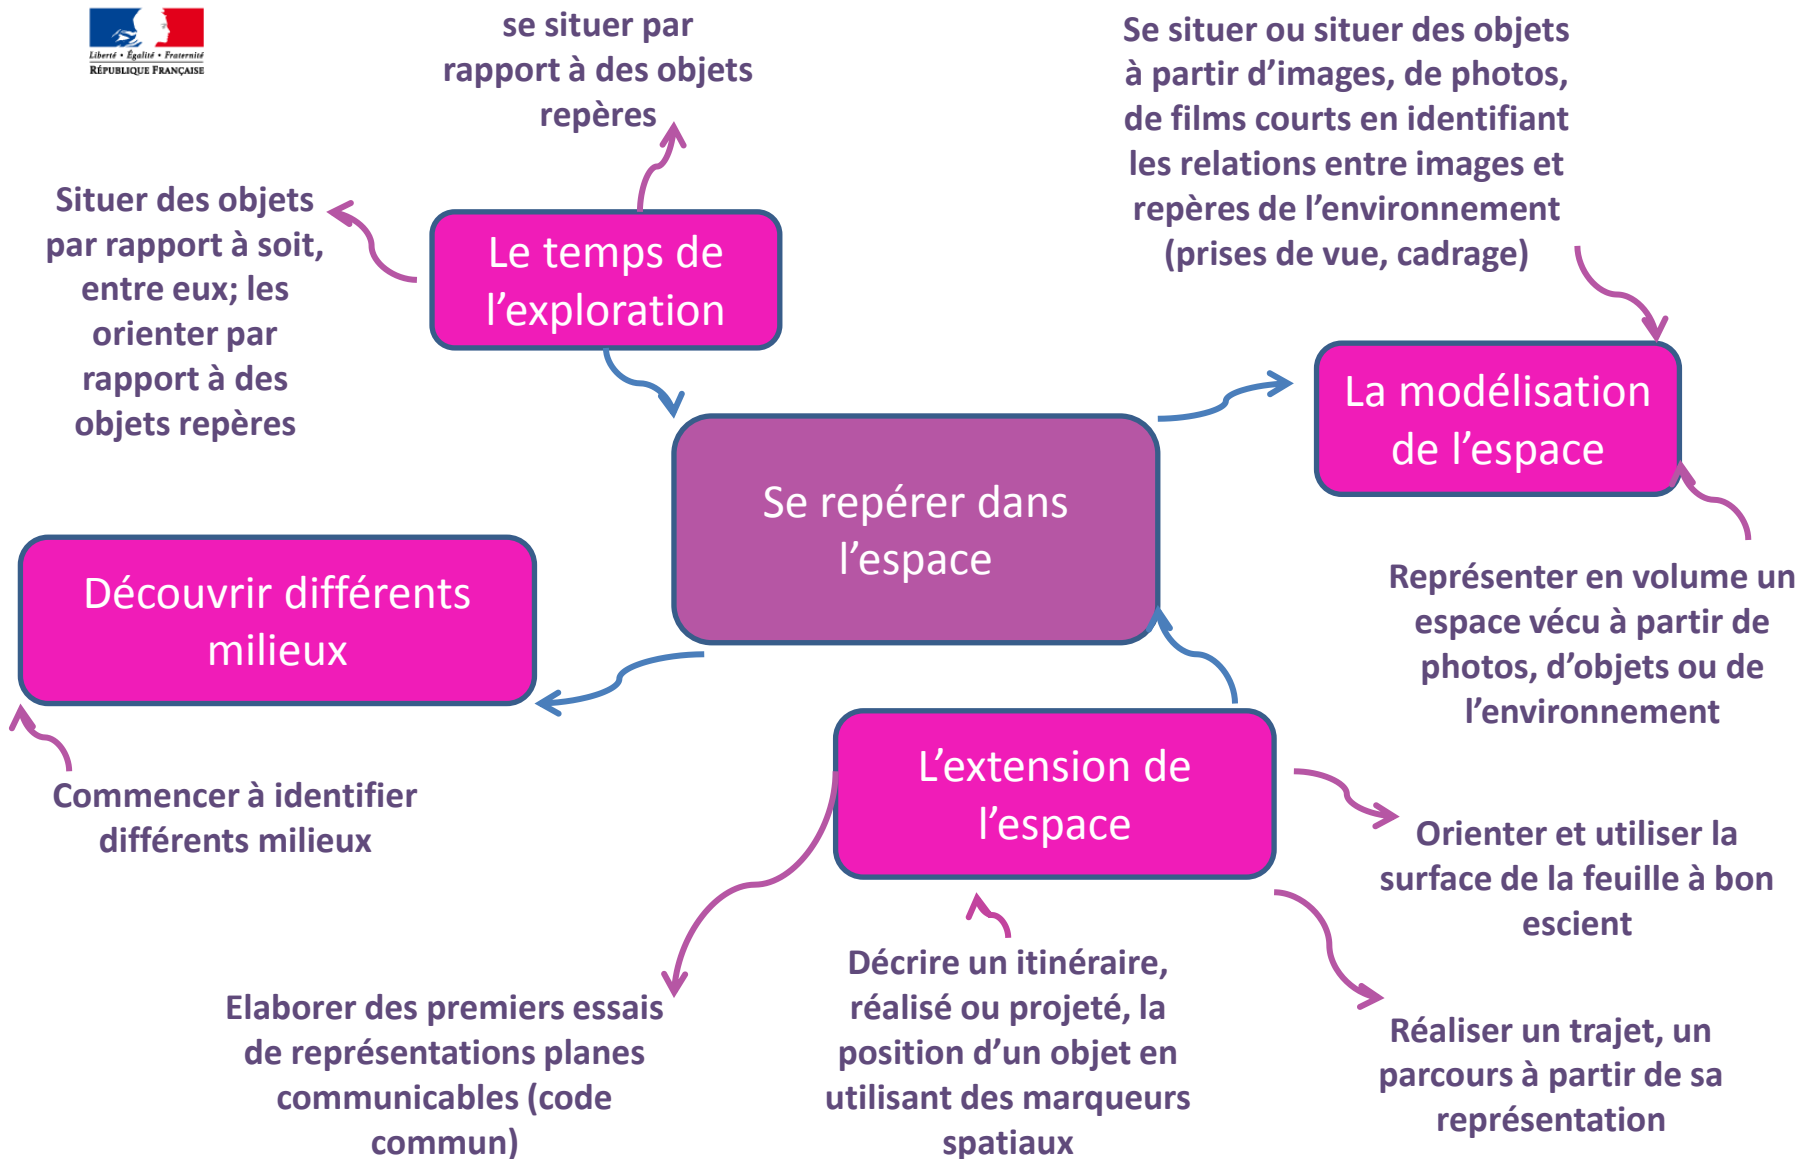 Liberté • Égalité • Fraternité
RÉPUBLIQUE FRANÇAISE
se situer par
rapport à des objets
repères
Se situer ou situer des objets
à partir d’images, de photos,
de films courts en identifiant
les relations entre images et
repères de l’environnement
(prises de vue, cadrage)
Situer des objets
par rapport à soit,
entre eux; les
orienter par
rapport à des
objets repères
Le temps de
l’exploration
La modélisation
de l’espace
Se repérer dans
l’espace
Découvrir différents
milieux
Représenter en volume un
espace vécu à partir de
photos, d’objets ou de
l’environnement
Commencer à identifier
différents milieux
L’extension de
l’espace
Orienter et utiliser la
surface de la feuille à bon
escient
Elaborer des premiers essais
de représentations planes
communicables (code
commun)
Décrire un itinéraire,
réalisé ou projeté, la
position d’un objet en
utilisant des marqueurs
spatiaux
Réaliser un trajet, un
parcours à partir de sa
représentation